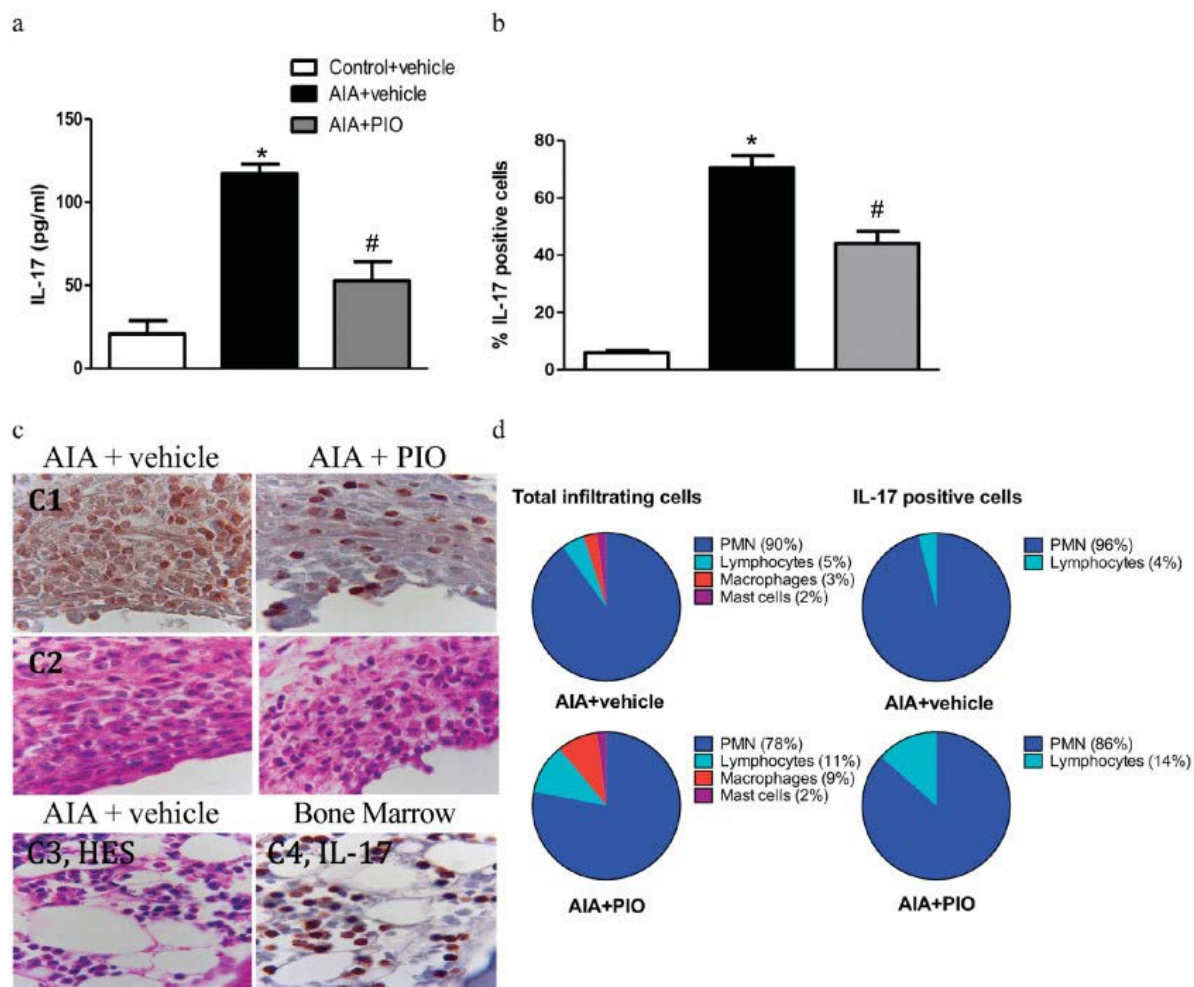 a
Control+vehicle
AIA+vehicle
AIA+PIO
150
100
50
0
IL-17 (pg/ml)
*
#
b
80
60
40
20
0
% IL-17 positive cells
*
#
c
AIA + vehicle
AIA + PIO
C1
C2
AIA + vehicle
Bone Marrow
C3, HES
C4, IL-17
d
Total infiltrating cells
PMN (90%)
Lymphocytes (5%)
Macrophages (3%)
Mast cells (2%)
AIA+vehicle
IL-17 positive cells
PMN (96%)
Lymphocytes (4%)
AIA+vehicle
PMN (78%)
Lymphocytes (11%)
Macrophages (9%)
Mast cells (2%)
AIA+PIO
PMN (86%)
Lymphocytes (14%)
AIA+PIO